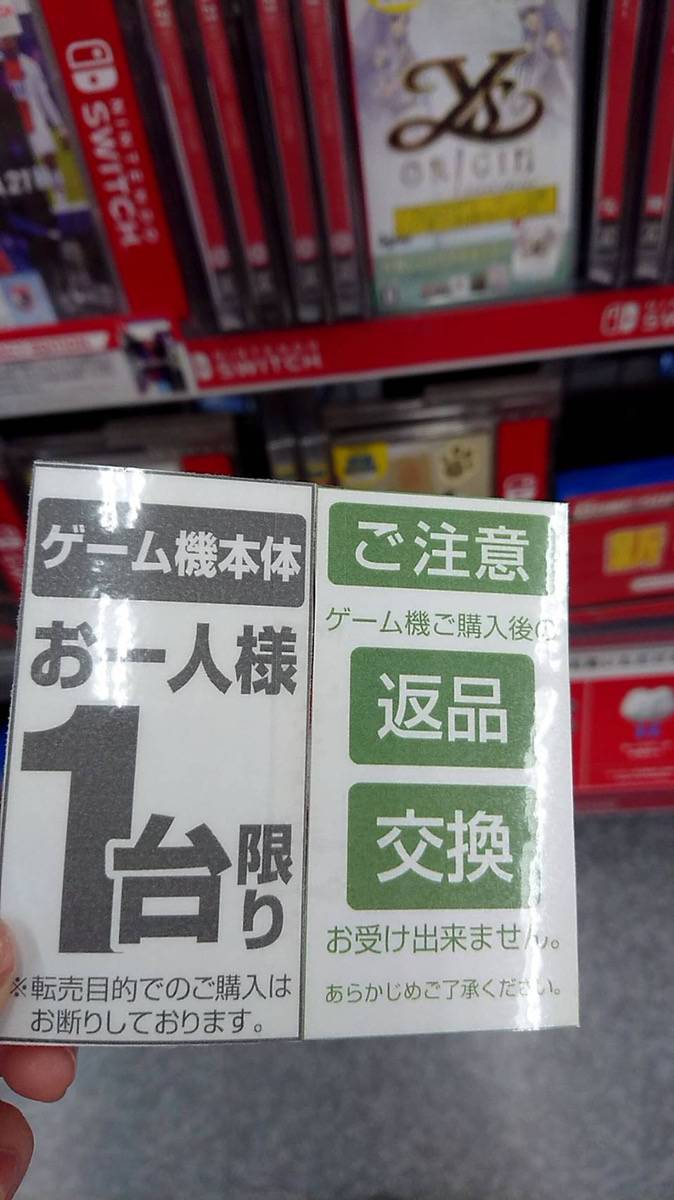 NINTENDO
SWITCH
Ys
ORIGIN
NINTENDO
SWITCH
ゲーム機本体
お一人様
1台限り
※転売目的でのご購入は
お断りしております。
ご注意
ゲーム機ご購入後の
返品
交換
お受け出来ません。
あらかじめご了承ください。
新